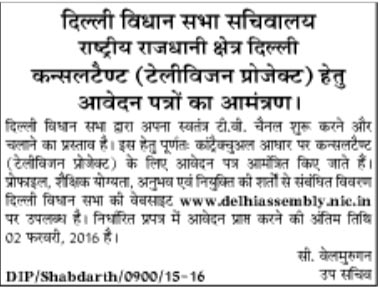 दिल्ली विधान सभा सचिवालय
राष्ट्रीय राजधानी क्षेत्र दिल्ली
कन्सलटैण्ट (टेलीविजन प्रोजेक्ट) हेतु
आवेदन पत्रों का आमंत्रण।
दिल्ली विधान सभा द्वारा अपना स्वतंत्र टी.वी. चैनल शुरू करने और
चलाने का प्रस्ताव है। इस हेतु पूर्णतः कांट्रैक्चुअल आधार पर कन्सलटैण्ट
(टेलीविजन प्रोजेक्ट) के लिए आवेदन पत्र आमंत्रित किए जाते हैं।
प्रोफाइल, शैक्षिक योग्यता, अनुभव एवं नियुक्ति की शर्तों से संबंधित विवरण
दिल्ली विधान सभा की वेबसाइट www.delhiassembly.nic.in
पर उपलब्ध है। निर्धारित प्रपत्र में आवेदन प्राप्त करने की अंतिम तिथि
02 फरवरी, 2016 है।
सी. वेलमुरुगन
DIP/Shabdarth/0900/15-16 उप सचिव